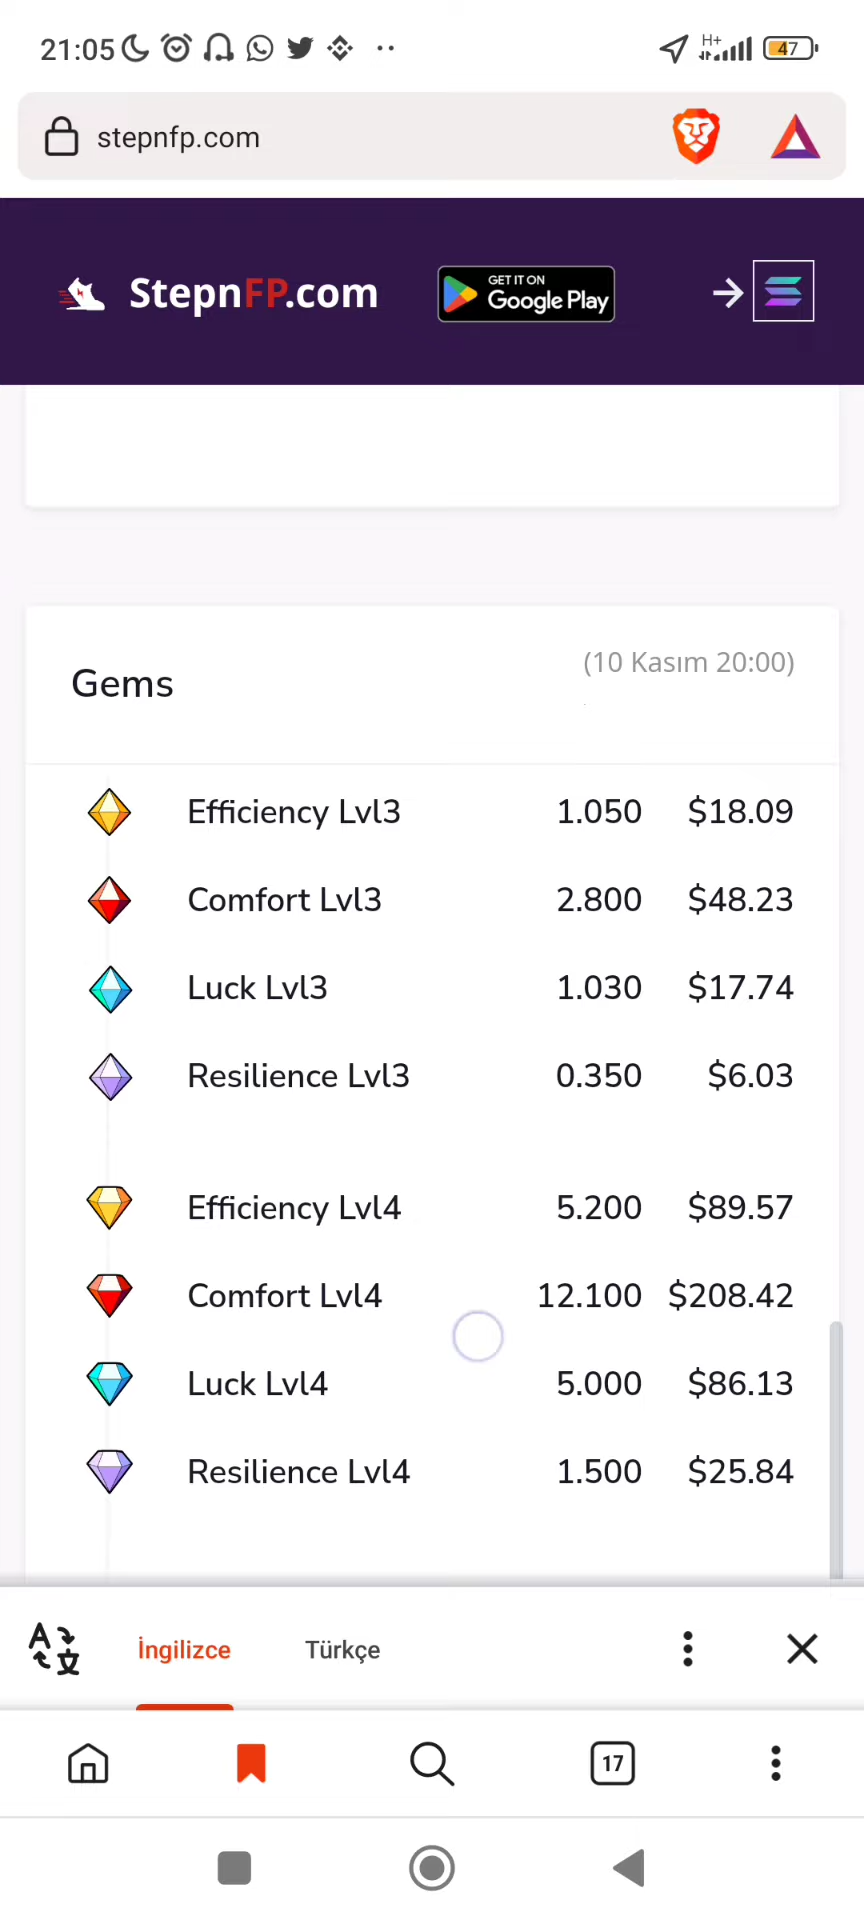 21:05
H+
47
stepnfp.com
StepnFP.com
GET IT ON
Google Play
Gems
(10 Kasım 20:00)
Efficiency Lvl3 1.050 $18.09
Comfort Lvl3 2.800 $48.23
Luck Lvl3 1.030 $17.74
Resilience Lvl3 0.350 $6.03
Efficiency Lvl4 5.200 $89.57
Comfort Lvl4 12.100 $208.42
Luck Lvl4 5.000 $86.13
Resilience Lvl4 1.500 $25.84
İngilizce Türkçe
17